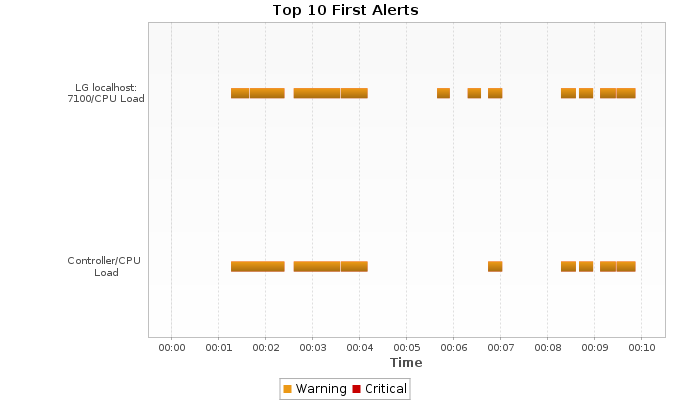 Top 10 First Alerts
LG localhost:
7100/CPU Load
Controller/CPU
Load
00:00 00:01 00:02 00:03 00:04 00:05 00:06 00:07 00:08 00:09 00:10
Time
Warning Critical